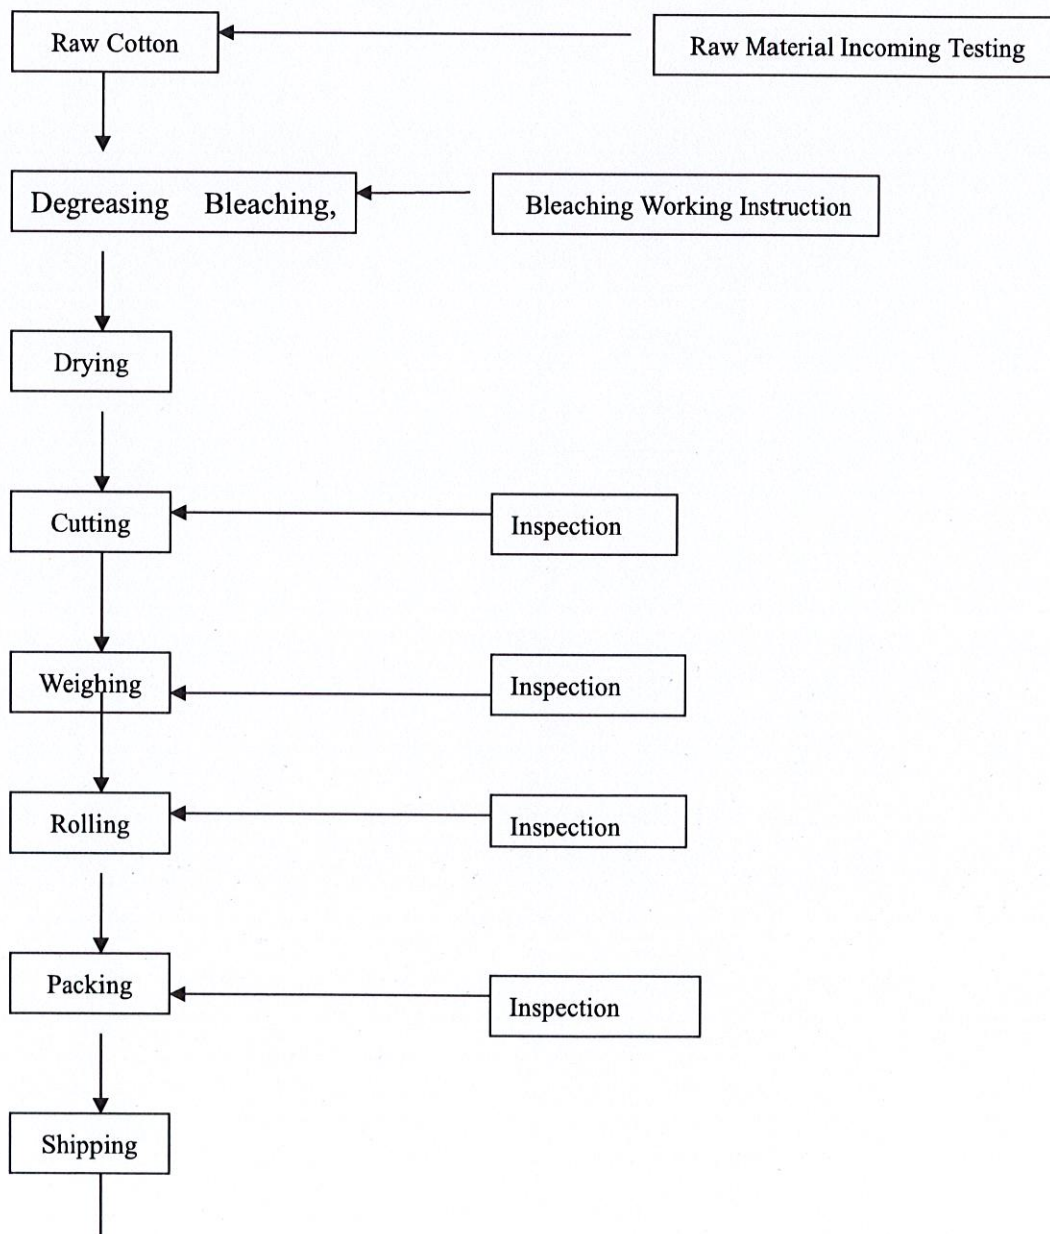 Raw Cotton
Raw Material Incoming Testing
Degreasing Bleaching,
Bleaching Working Instruction
Drying
Cutting
Inspection
Weighing
Inspection
Rolling
Inspection
Packing
Inspection
Shipping